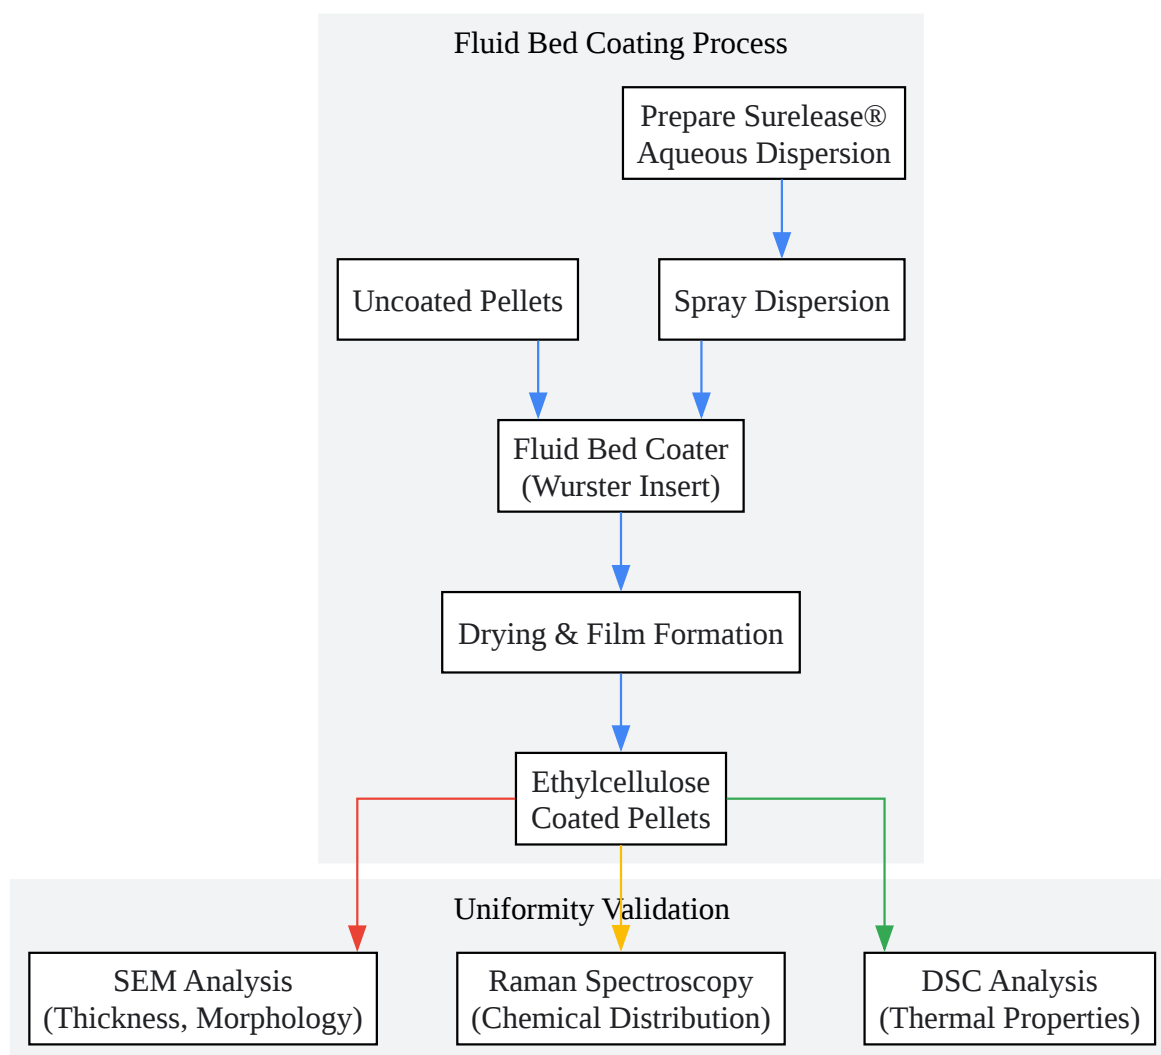 Fluid Bed Coating Process
Prepare Surelease®
Aqueous Dispersion
Uncoated Pellets
Spray Dispersion
Fluid Bed Coater
(Wurster Insert)
Drying & Film Formation
Ethylcellulose
Coated Pellets
Uniformity Validation
SEM Analysis
(Thickness, Morphology)
Raman Spectroscopy
(Chemical Distribution)
DSC Analysis
(Thermal Properties)